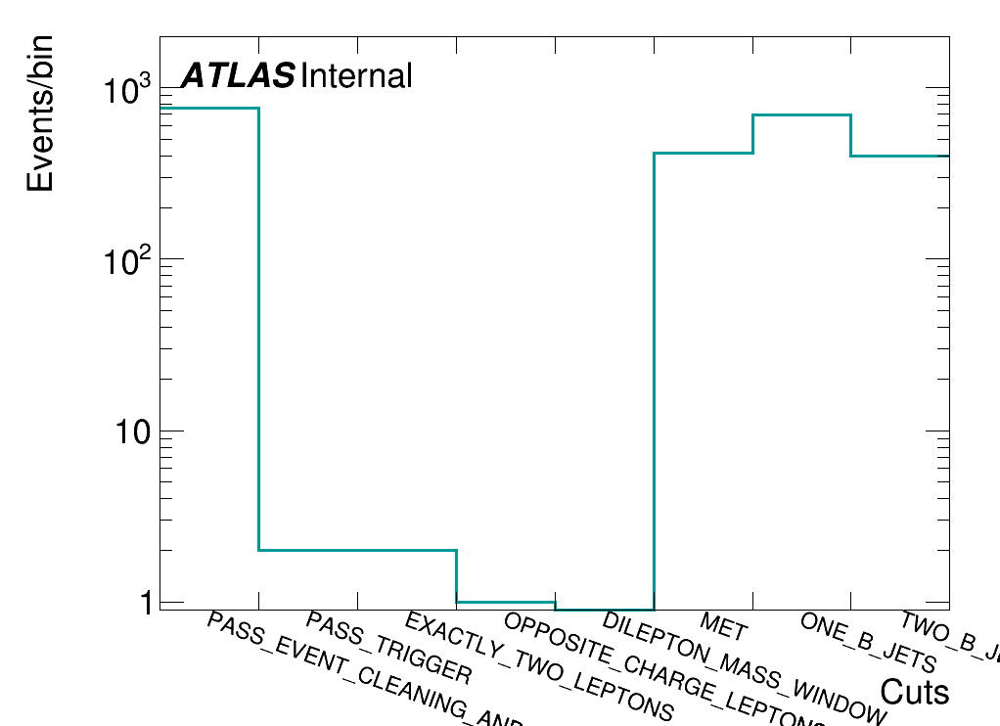 Events/bin
ATLAS Internal
10³
10²
10
1
PASS_EVENT_CLEANING_AND
PASS_TRIGGER
EXACTLY_TWO_LEPTONS
OPPOSITE_CHARGE_LEPTONS
DILEPTON_MASS_WINDOW
MET
ONE_B_JETS
TWO_B_J
Cuts